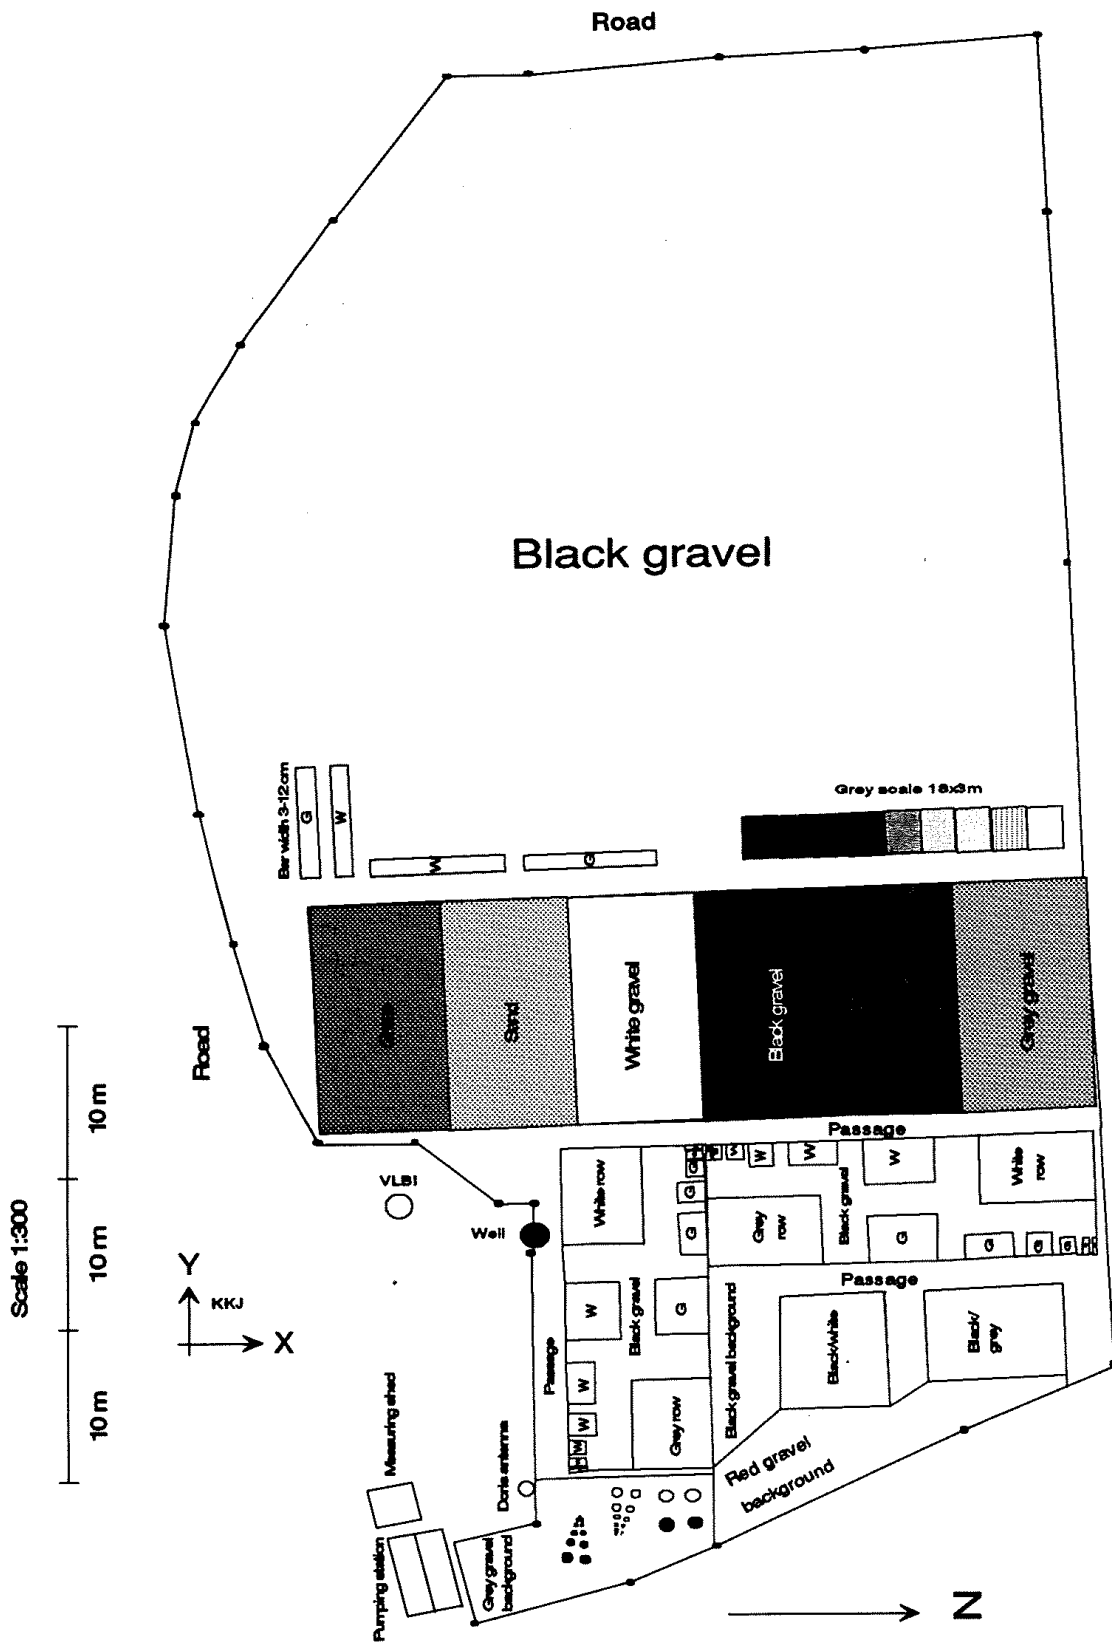 Road
Black gravel
Bar width 3-12cm
G
W
W
G
Grey scale 18x3m
Grass
Sand
White gravel
Black gravel
Grey gravel
Road
Scale 1:300
10 m
10 m
10 m
Y
KKJ
X
VLBI
Well
Passage
White row
G
G
G
W
W
W
W
W
White
row
Grey
row
Black gravel
G
G
G
G
Passage
W
Black gravel
G
Passage
W
W
W
Grey row
Black gravel background
Black/white
Black/
grey
Red gravel
background
Measuring shed
Doris antenna
Pumping station
Grey gravel
background
N